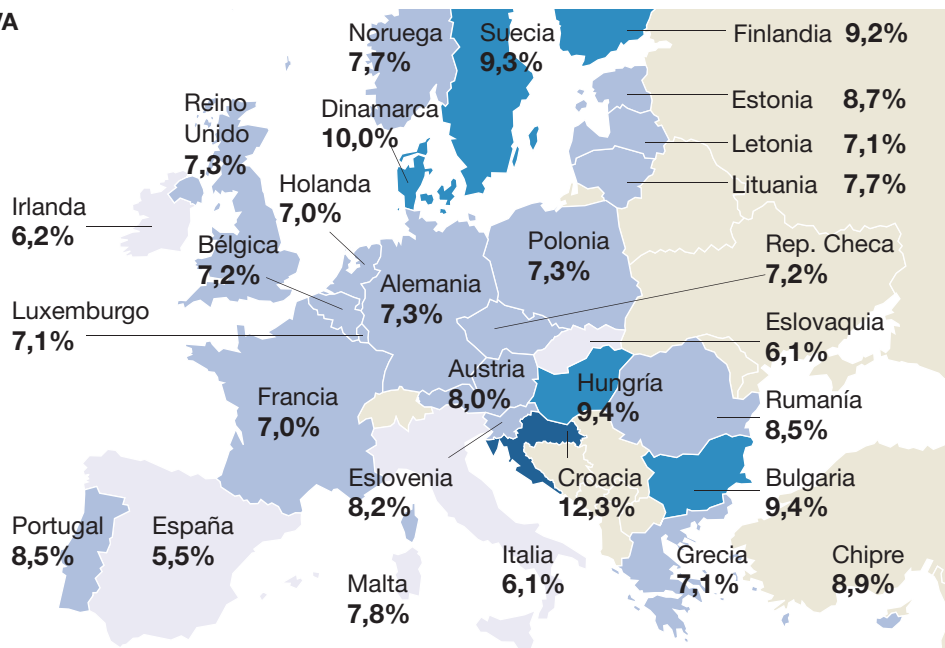 VA
Noruega
7,7%
Suecia
9,3%
Finlandia 9,2%
Estonia 8,7%
Letonia 7,1%
Lituania 7,7%
Reino
Unido
7,3%
Dinamarca
10,0%
Holanda
7,0%
Irlanda
6,2%
Bélgica
7,2%
Alemania
7,3%
Polonia
7,3%
Rep. Checa
7,2%
Luxemburgo
7,1%
Eslovaquia
6,1%
Austria
8,0%
Hungría
9,4%
Francia
7,0%
Rumanía
8,5%
Eslovenia
8,2%
Croacia
12,3%
Bulgaria
9,4%
Portugal
8,5%
España
5,5%
Malta
7,8%
Italia
6,1%
Grecia
7,1%
Chipre
8,9%